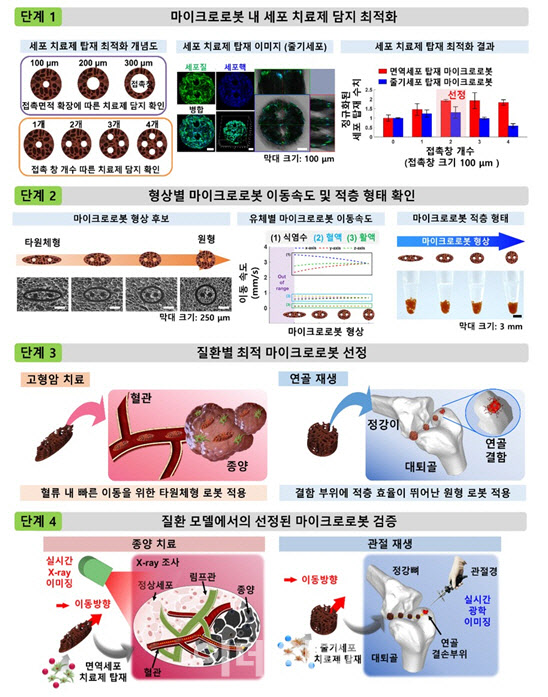 단계 1
마이크로로봇 내 세포 치료제 담지 최적화
세포 치료제 탑재 최적화 개념도
100 μm 200 μm 300 μm
접촉창
접촉면적 확장에 따른 치료제 담지 확인
1개 2개 3개 4개
접촉 창 개수 따른 치료제 담지 확인
세포 치료제 탑재 이미지 (줄기세포)
세포질 세포핵
병합
막대 크기: 100 μm
세포 치료제 탑재 최적화 결과
면역세포 탑재 마이크로로봇
줄기세포 탑재 마이크로로봇
선정
정규화된
세포 탑재 수치
0 1 2 3
0 1 2 3 4
접촉창 개수
(접촉창 크기 100 μm )
단계 2
형상별 마이크로로봇 이동속도 및 적층 형태 확인
마이크로로봇 형상 후보
타원체형 원형
막대 크기: 250 μm
유체별 마이크로로봇 이동속도
(1) 식염수 (2) 혈액 (3) 활액
x-axis y-axis z-axis
이동 속도
(mm/s)
0 1 2 3 4
Out
of
range
(1)
마이크로로봇 형상
마이크로로봇 적층 형태
마이크로로봇 형상
막대 크기: 3 mm
단계 3
질환별 최적 마이크로로봇 선정
고형암 치료
혈관
종양
혈류 내 빠른 이동을 위한 타원체형 로봇 적용
연골 재생
정강이
대퇴골
연골
결함
결함 부위에 적층 효율이 뛰어난 원형 로봇 적용
단계 4
질환 모델에서의 선정된 마이크로로봇 검증
종양 치료
실시간
X-ray
이미징
이동방향
면역세포
치료제 탑재
X-ray 조사
정상세포
림프관
종양
혈관
관절 재생
이동방향
줄기세포
치료제 탑재
정강뼈
관절경
실시간
광학
이미징
대퇴골
연골
결손부위